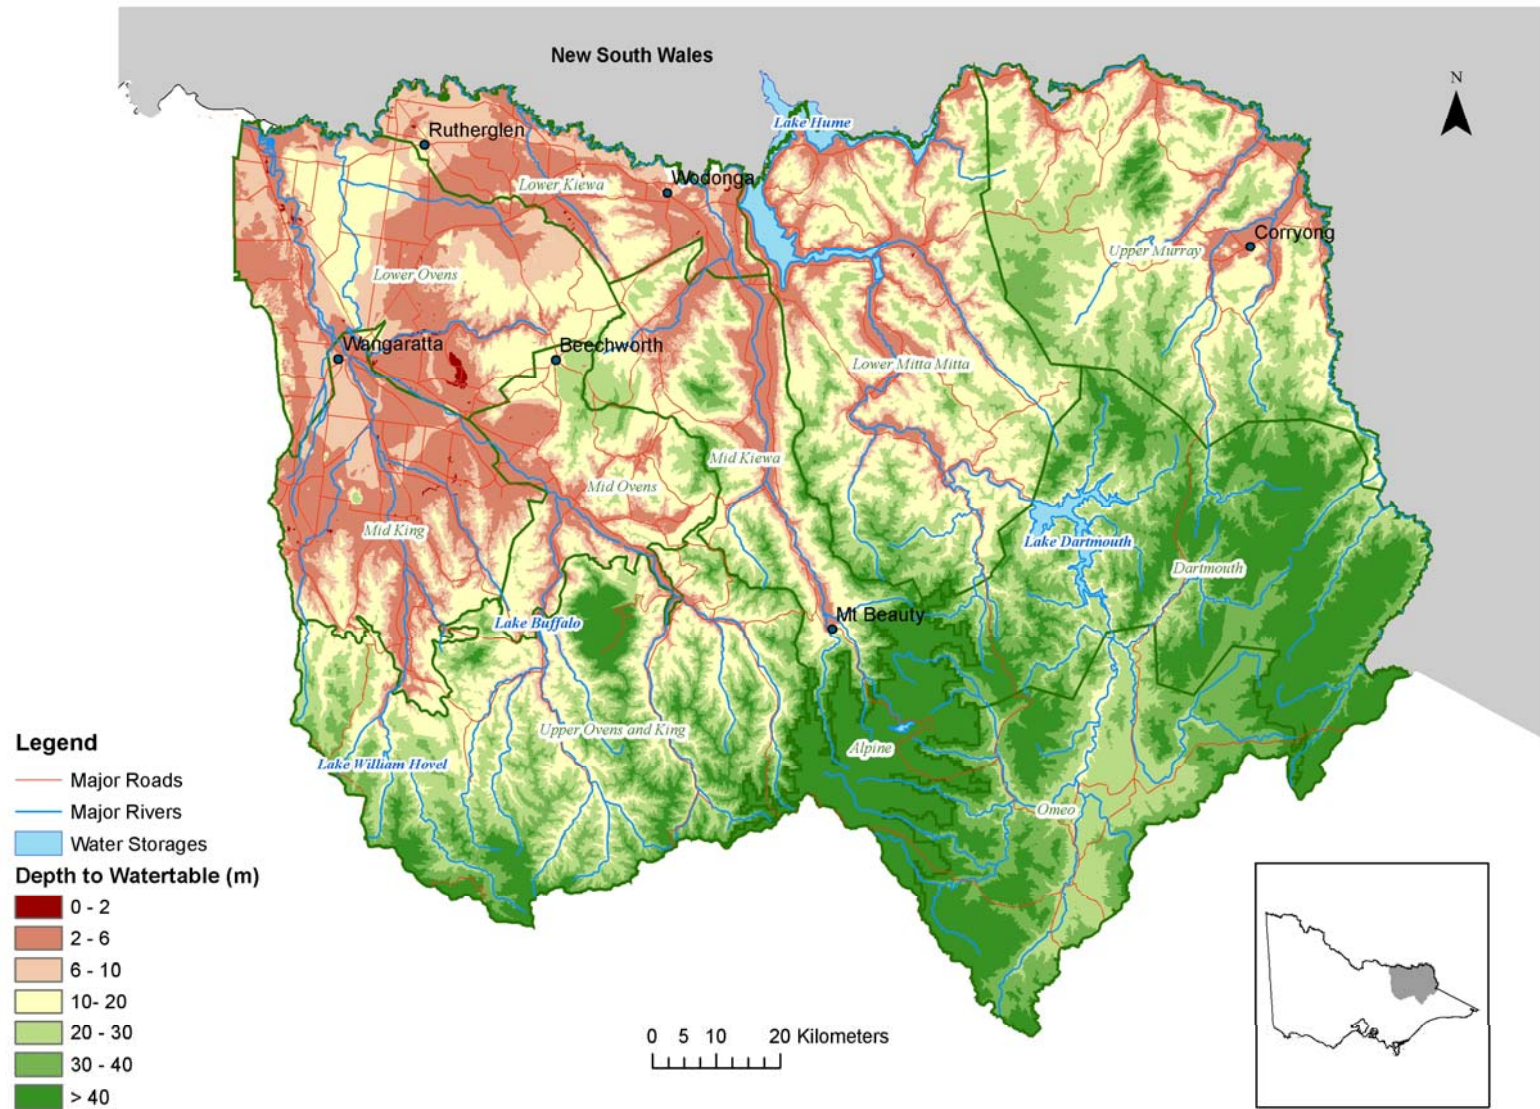 New South Wales
N
Lake Hume
Rutherglen
Wodonga
Lower Kiewa
Corryong
Upper Murray
Lower Ovens
Wangaratta
Beechworth
Lower Mitta Mitta
Mid Kiewa
Mid Ovens
Mid King
Lake Dartmouth
Dartmouth
Lake Buffalo
Mt Beauty
Upper Ovens and King
Alpine
Lake William Hovel
Omeo
Legend
Major Roads
Major Rivers
Water Storages
Depth to Watertable (m)
0 - 2
2 - 6
6 - 10
10- 20
20 - 30
30 - 40
> 40
0 5 10 20 Kilometers